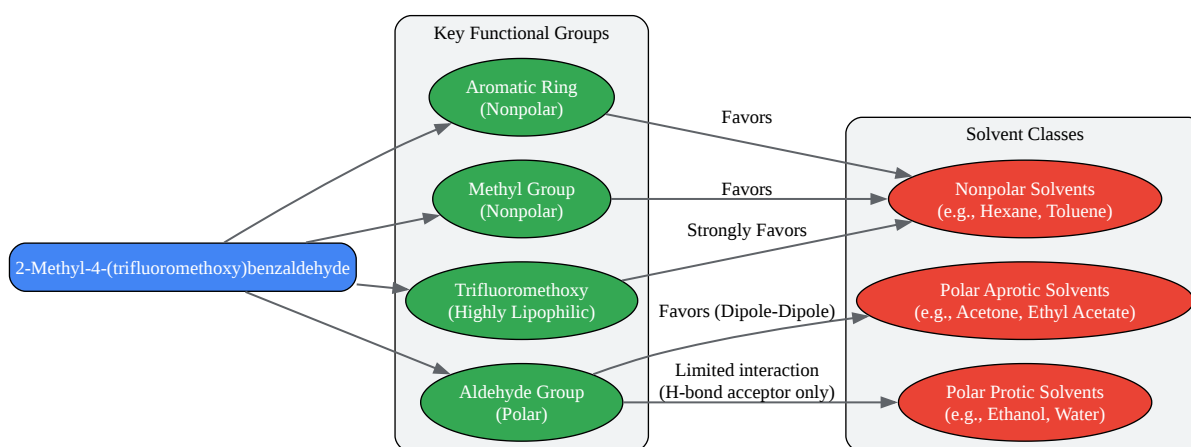 Key Functional Groups
Aromatic Ring
(Nonpolar)
Favors
Solvent Classes
Methyl Group
(Nonpolar)
Favors
Nonpolar Solvents
(e.g., Hexane, Toluene)
Strongly Favors
2-Methyl-4-(trifluoromethoxy)benzaldehyde
Trifluoromethoxy
(Highly Lipophilic)
Favors (Dipole-Dipole)
Polar Aprotic Solvents
(e.g., Acetone, Ethyl Acetate)
Aldehyde Group
(Polar)
Limited interaction
(H-bond acceptor only)
Polar Protic Solvents
(e.g., Ethanol, Water)